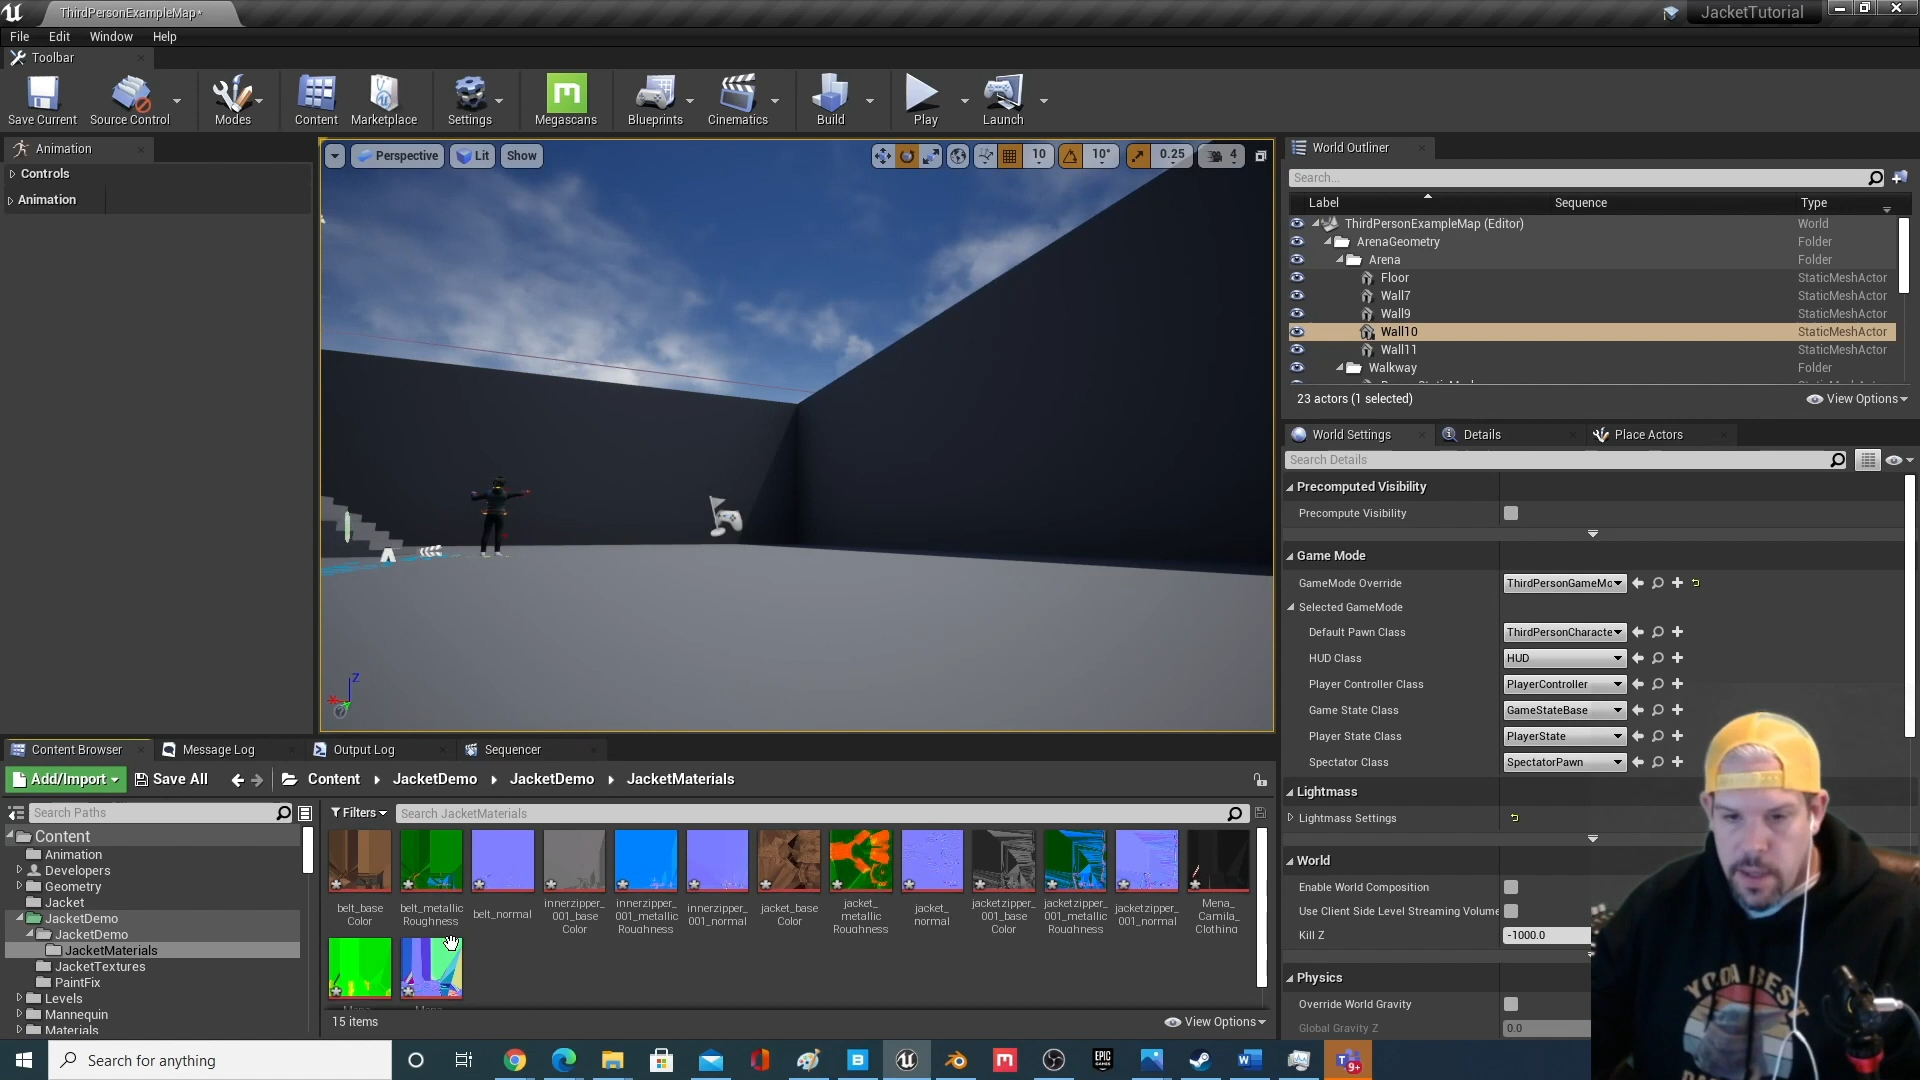 ThirdPersonExampleMap*
JacketTutorial
File Edit Window Help
Toolbar
Save Current Source Control Modes Content Marketplace Settings Megascans Blueprints Cinematics Build Play Launch
Animation
Controls
Animation
Perspective Lit Show 10 10° 0.25 4
World Outliner
Search...
Label Sequence Type
ThirdPersonExampleMap (Editor) World
ArenaGeometry Folder
Arena Folder
Floor StaticMeshActor
Wall7 StaticMeshActor
Wall9 StaticMeshActor
Wall10 StaticMeshActor
Wall11 StaticMeshActor
Walkway Folder
23 actors (1 selected) View Options
World Settings Details Place Actors
Search Details
Precomputed Visibility
Precompute Visibility
Game Mode
GameMode Override ThirdPersonGameMo
Selected GameMode
Default Pawn Class ThirdPersonCharacte
HUD Class HUD
Player Controller Class PlayerController
Game State Class GameStateBase
Player State Class PlayerState
Spectator Class SpectatorPawn
Lightmass
Lightmass Settings
World
Enable World Composition
Use Client Side Level Streaming Volume
Kill Z -1000.0
Physics
Override World Gravity
Global Gravity Z 0.0
Z
Content Browser Message Log Output Log Sequencer
Add/Import Save All Content JacketDemo JacketDemo JacketMaterials
Search Paths
Filters Search JacketMaterials
Content
Animation
Developers
Geometry
Jacket
JacketDemo
JacketDemo
JacketMaterials
JacketTextures
PaintFix
Levels
Mannequin
Materials
belt_base
Color
belt_metallic
Roughness
belt_normal
innerzipper_
001_base
Color
innerzipper_
001_metallic
Roughness
innerzipper_
001_normal
jacket_base
Color
jacket_
metallic
Roughness
jacket_
normal
jacketzipper_
001_base
Color
jacketzipper_
001_metallic
Roughness
jacketzipper_
001_normal
Mena_
Camila_
Clothing
15 items View Options
YODA BEST
Search for anything
9+